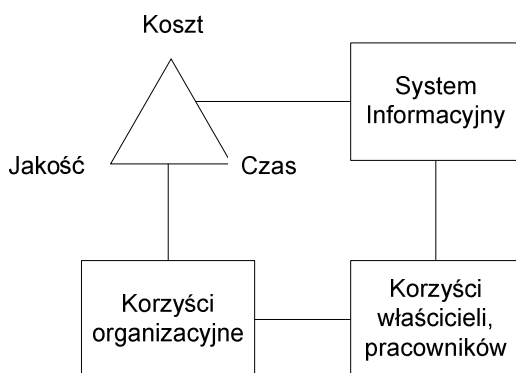 Koszt
System
Informacyjny
Jakość
Czas
Korzyści
organizacyjne
Korzyści
właścicieli,
pracowników